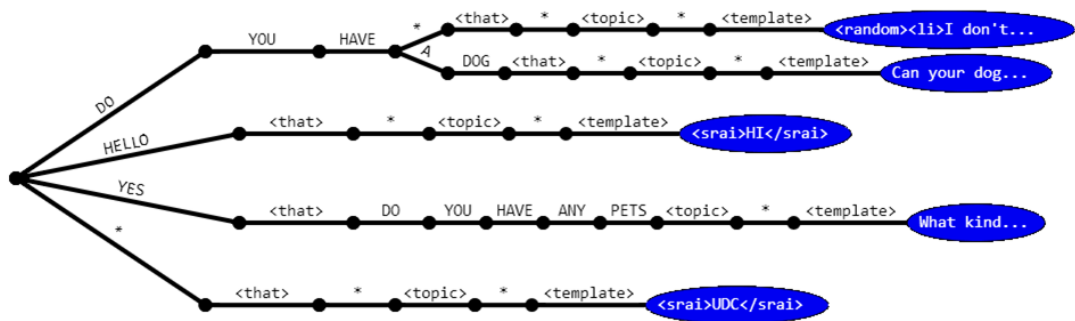 DO YOU HAVE * <that> * <topic> * <template> <random><li>I don't...
A DOG <that> * <topic> * <template> Can your dog...
HELLO <that> * <topic> * <template> <srai>HI</srai>
YES <that> DO YOU HAVE ANY PETS <topic> * <template> What kind...
* <that> * <topic> * <template> <srai>UDC</srai>